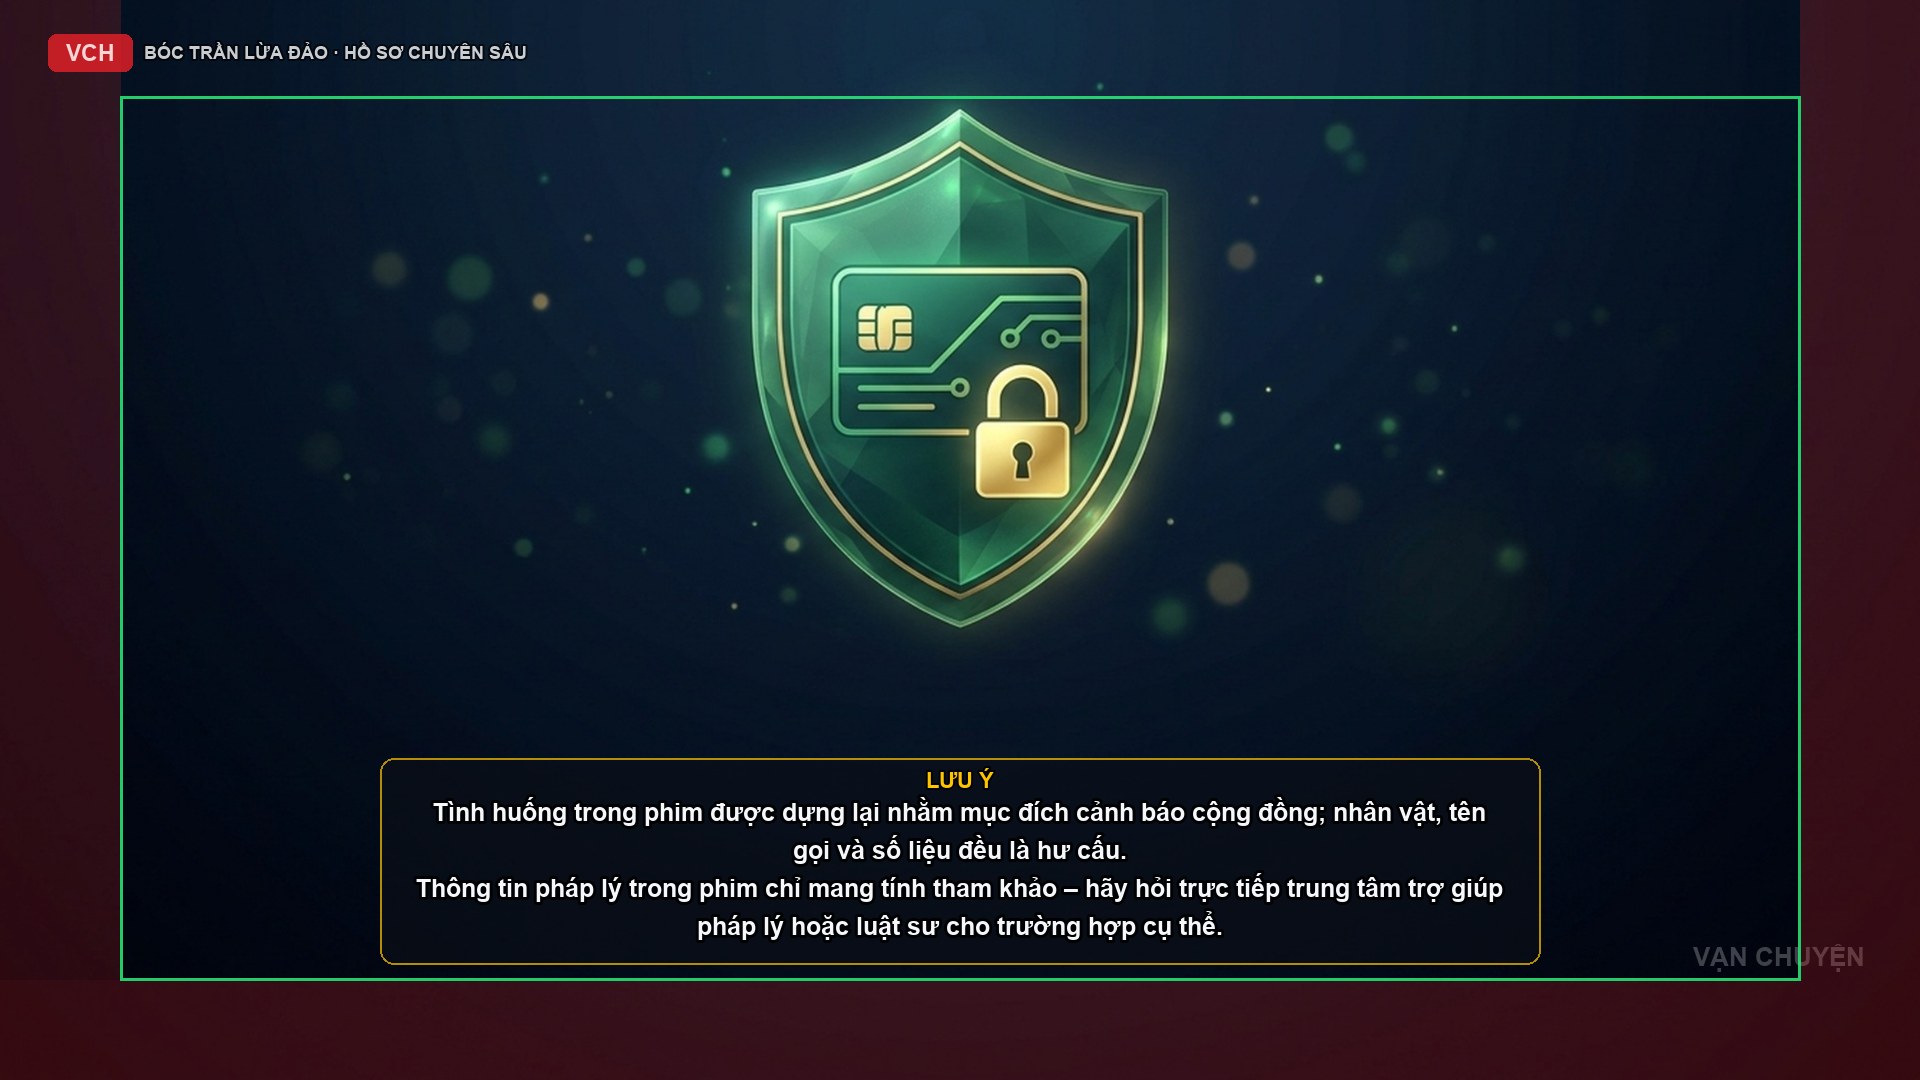 VCH
BÓC TRẦN LỪA ĐẢO · HỒ SƠ CHUYÊN SÂU
LƯU Ý
Tình huống trong phim được dựng lại nhằm mục đích cảnh báo cộng đồng; nhân vật, tên
gọi và số liệu đều là hư cấu.
Thông tin pháp lý trong phim chỉ mang tính tham khảo – hãy hỏi trực tiếp trung tâm trợ giúp
pháp lý hoặc luật sư cho trường hợp cụ thể.
VẠN CHUYỆN